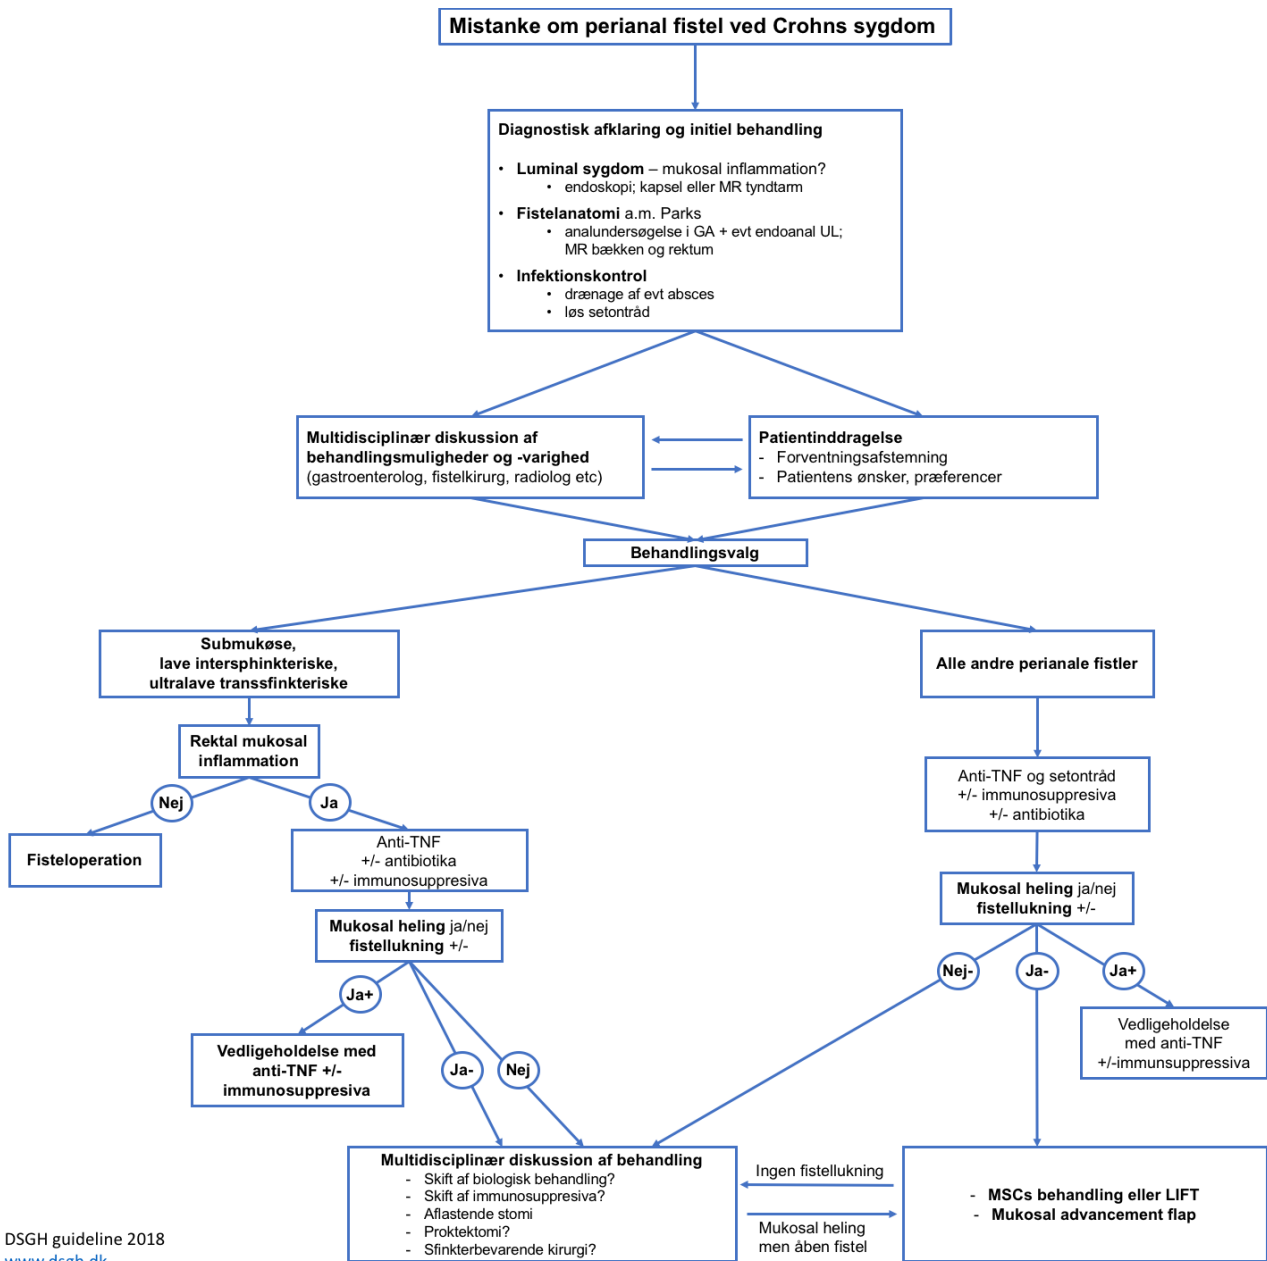 Mistanke om perianal fistel ved Crohns sygdom
Diagnostisk afklaring og initiel behandling
• Luminal sygdom – mukosal inflammation?
• endoskopi; kapsel eller MR tyndtarm
• Fistelanatomi a.m. Parks
• analundersøgelse i GA + evt endoanal UL;
MR bækken og rektum
• Infektionskontrol
• drænage af evt absces
• løs setontråd
Multidisciplinær diskussion af
behandlingsmuligheder og -varighed
(gastroenterolog, fistelkirurg, radiolog etc)
Patientinddragelse
- Forventningsafstemning
- Patientens ønsker, præferencer
Behandlingsvalg
Submukøse,
lave intersphinkteriske,
ultralave transsfinkteriske
Alle andre perianale fistler
Rektal mukosal
inflammation
Nej
Ja
Fisteloperation
Anti-TNF
+/- antibiotika
+/- immunosuppresiva
Anti-TNF og setontråd
+/- immunosuppresiva
+/- antibiotika
Mukosal heling ja/nej
fistellukning +/-
Mukosal heling ja/nej
fistellukning +/-
Ja+
Ja-
Nej
Nej-
Ja-
Ja+
Vedligeholdelse med
anti-TNF +/-
immunosuppresiva
Vedligeholdelse
med anti-TNF
+/-immunsuppressiva
Multidisciplinær diskussion af behandling
- Skift af biologisk behandling?
- Skift af immunosuppresiva?
- Aflastende stomi
- Proktektomi?
- Sfinkterbevarende kirurgi?
Ingen fistellukning
Mukosal heling
men åben fistel
- MSCs behandling eller LIFT
- Mukosal advancement flap
DSGH guideline 2018
www.dsgh.dk